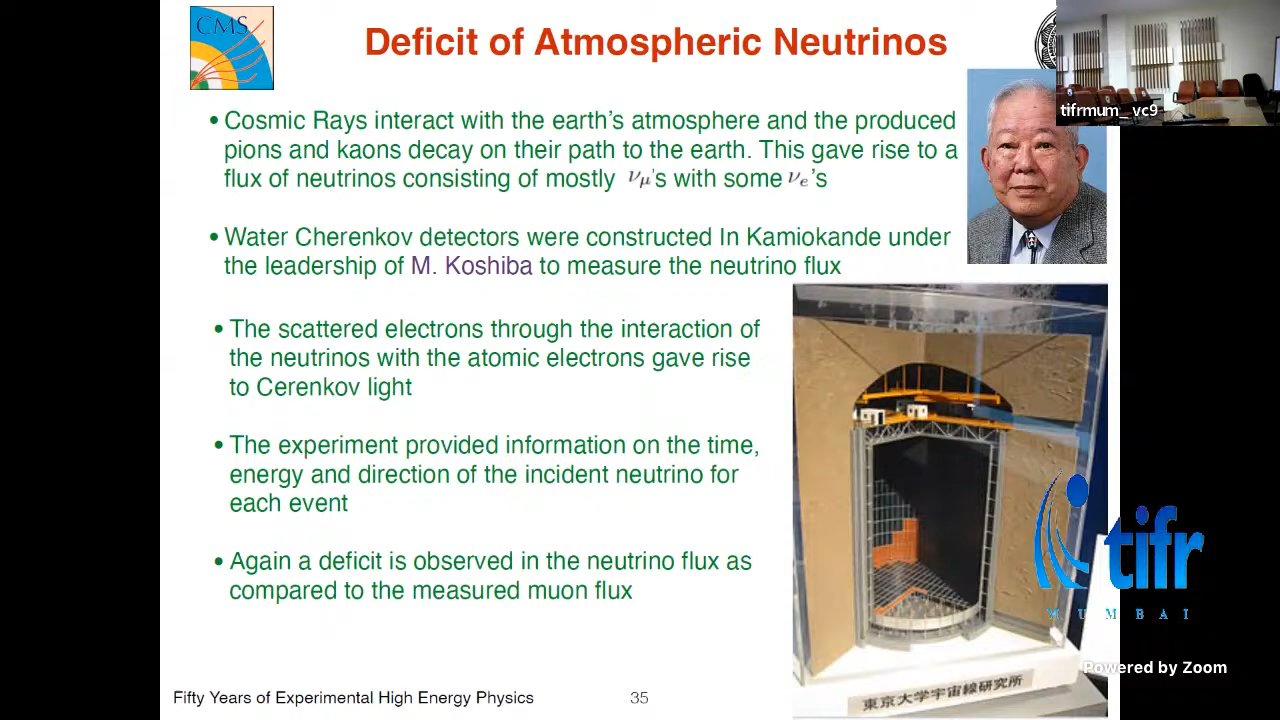 CMS
Deficit of Atmospheric Neutrinos
tifrmum_ vc9
• Cosmic Rays interact with the earth's atmosphere and the produced
pions and kaons decay on their path to the earth. This gave rise to a
flux of neutrinos consisting of mostly νμ's with some νe's
• Water Cherenkov detectors were constructed In Kamiokande under
the leadership of M. Koshiba to measure the neutrino flux
• The scattered electrons through the interaction of
the neutrinos with the atomic electrons gave rise
to Cerenkov light
• The experiment provided information on the time,
energy and direction of the incident neutrino for
each event
• Again a deficit is observed in the neutrino flux as
compared to the measured muon flux
tifr
MUMBAI
Powered by Zoom
東京大学宇宙線研究所
Fifty Years of Experimental High Energy Physics
35